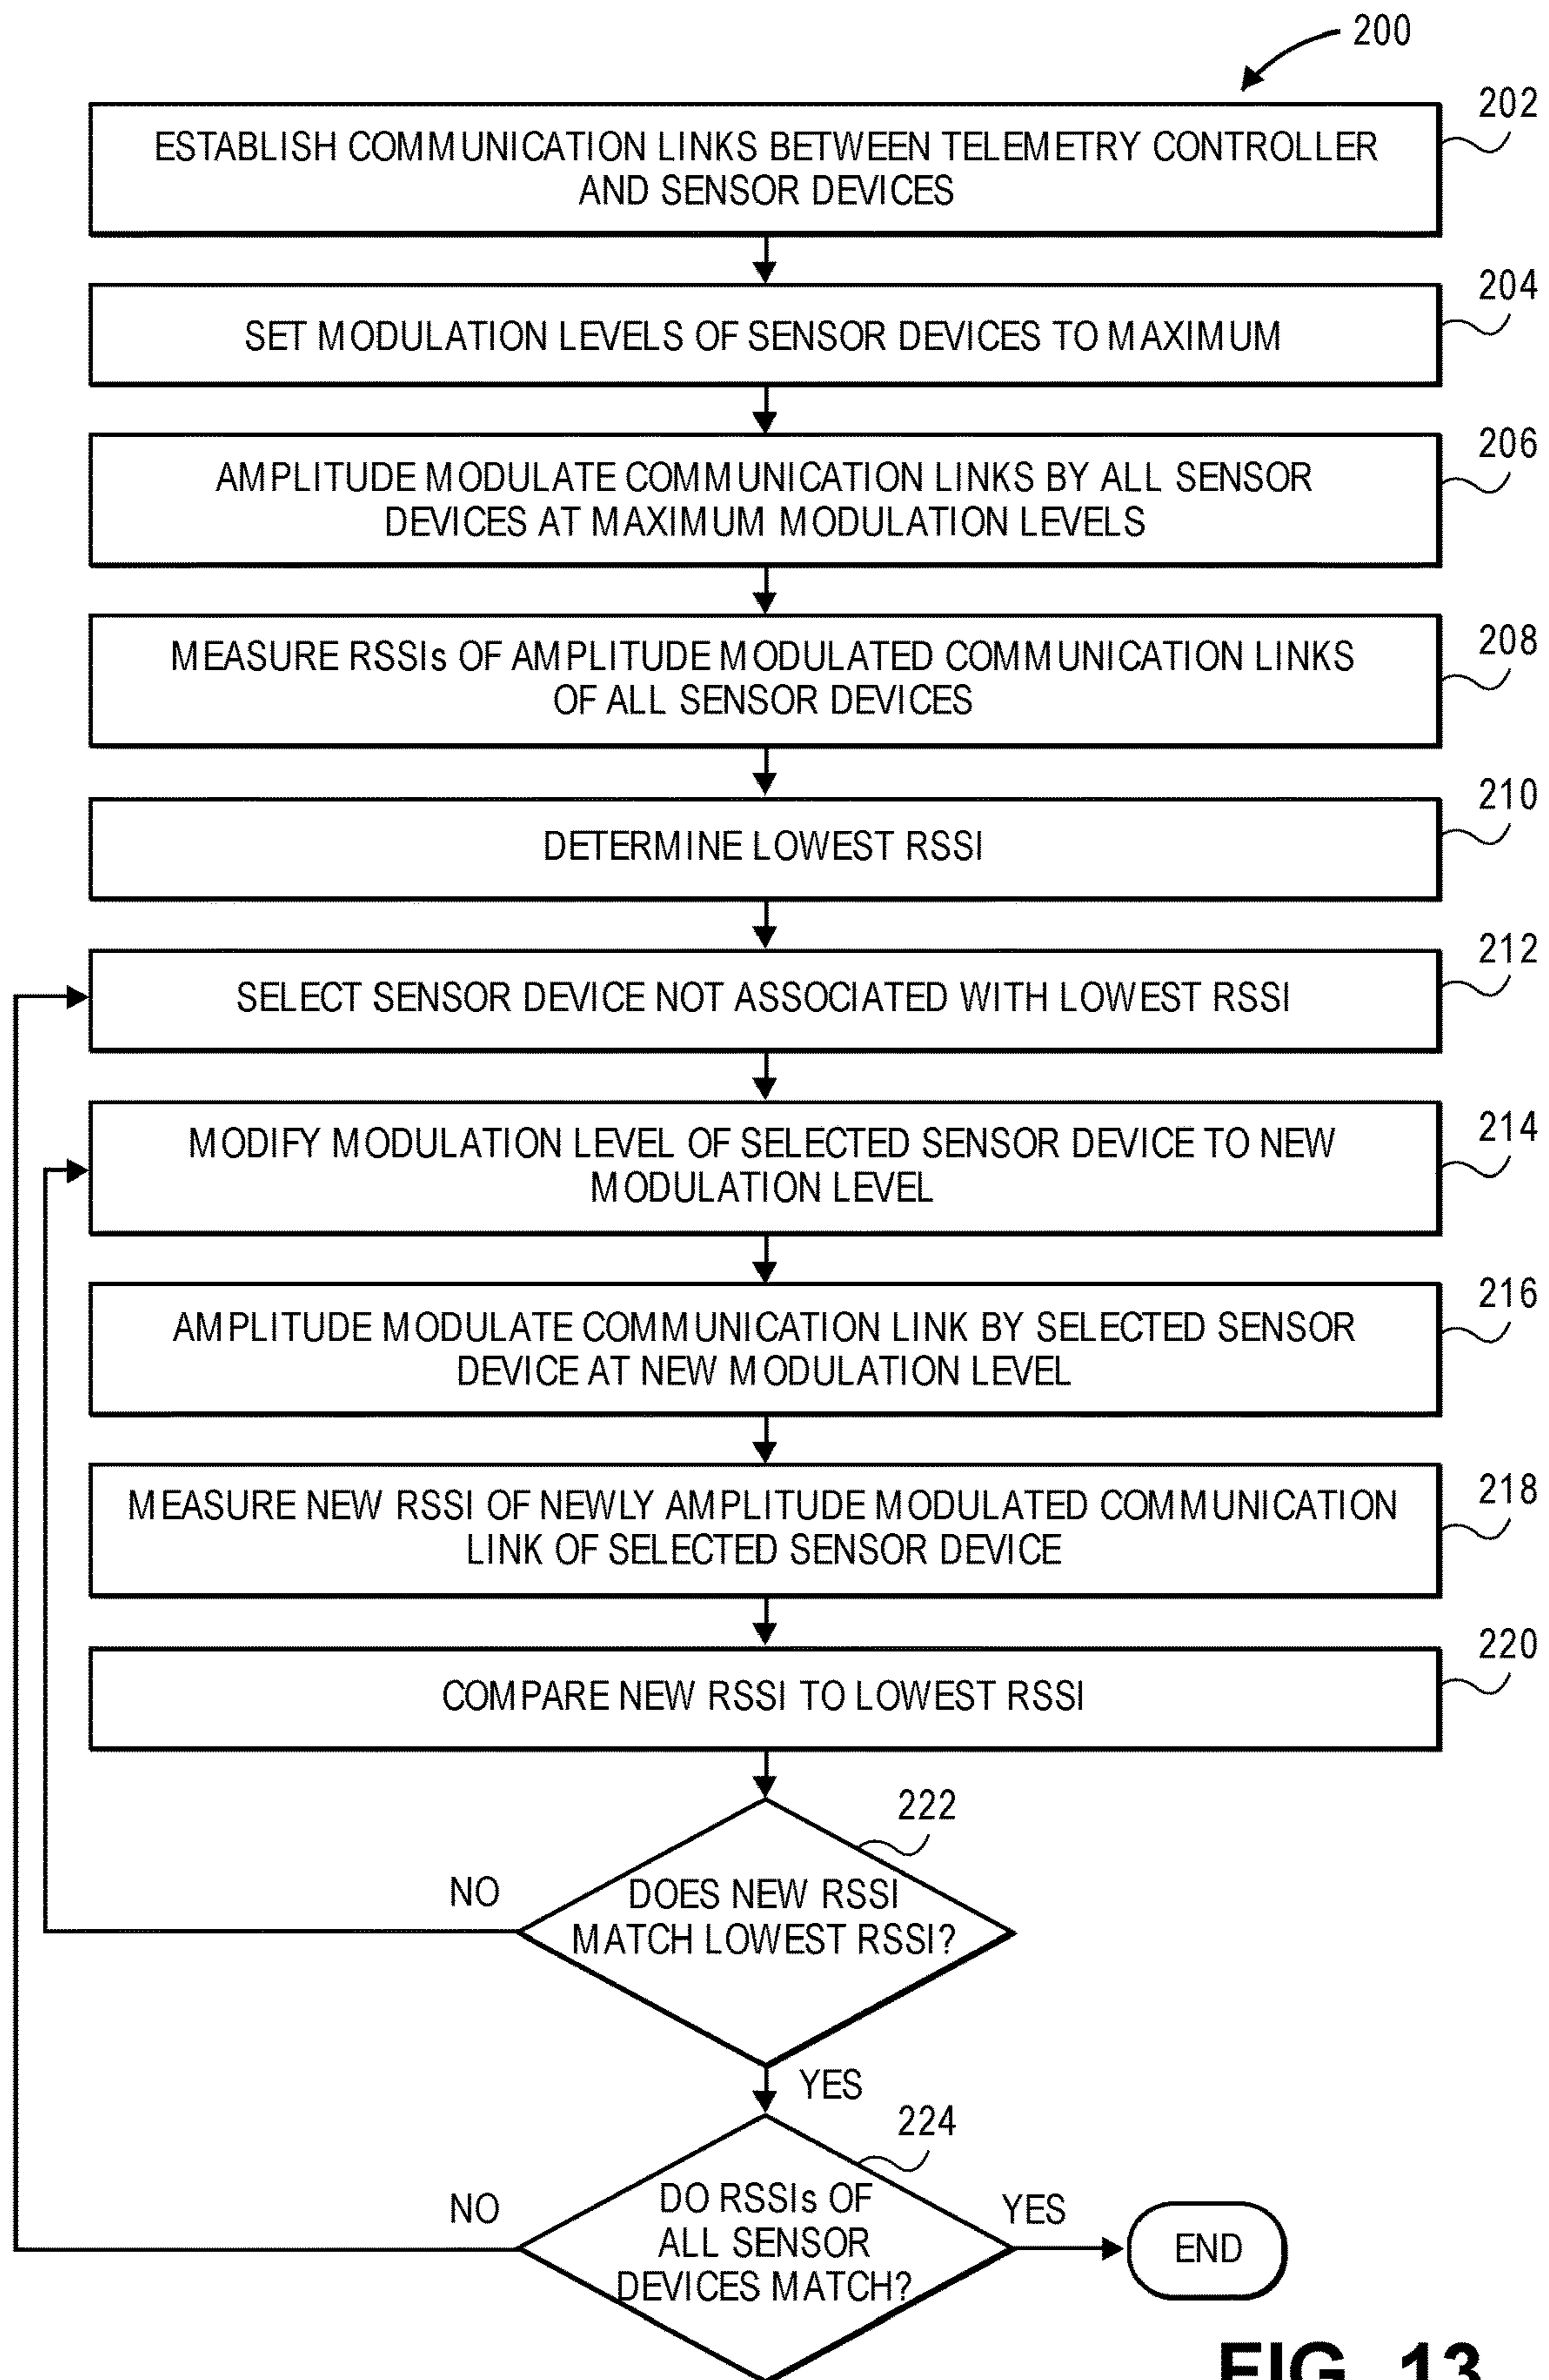 200
202
ESTABLISH COMMUNICATION LINKS BETWEEN TELEMETRY CONTROLLER
AND SENSOR DEVICES
204
SET MODULATION LEVELS OF SENSOR DEVICES TO MAXIMUM
206
AMPLITUDE MODULATE COMMUNICATION LINKS BY ALL SENSOR
DEVICES AT MAXIMUM MODULATION LEVELS
208
MEASURE RSSIs OF AMPLITUDE MODULATED COMMUNICATION LINKS
OF ALL SENSOR DEVICES
210
DETERMINE LOWEST RSSI
212
SELECT SENSOR DEVICE NOT ASSOCIATED WITH LOWEST RSSI
214
MODIFY MODULATION LEVEL OF SELECTED SENSOR DEVICE TO NEW
MODULATION LEVEL
216
AMPLITUDE MODULATE COMMUNICATION LINK BY SELECTED SENSOR
DEVICE AT NEW MODULATION LEVEL
218
MEASURE NEW RSSI OF NEWLY AMPLITUDE MODULATED COMMUNICATION
LINK OF SELECTED SENSOR DEVICE
220
COMPARE NEW RSSI TO LOWEST RSSI
222
NO
DOES NEW RSSI
MATCH LOWEST RSSI?
YES
224
NO
DO RSSIs OF
ALL SENSOR
DEVICES MATCH?
YES
END
FIG. 13